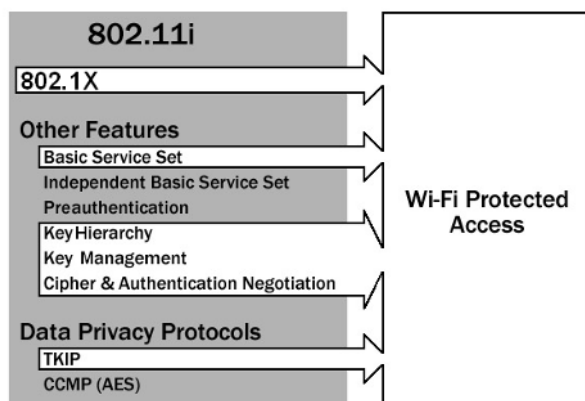 802.11i
802.1X
Other Features
Basic Service Set
Independent Basic Service Set
Preauthentication
Key Hierarchy
Key Management
Cipher & Authentication Negotiation
Data Privacy Protocols
TKIP
CCMP (AES)
Wi-Fi Protected
Access